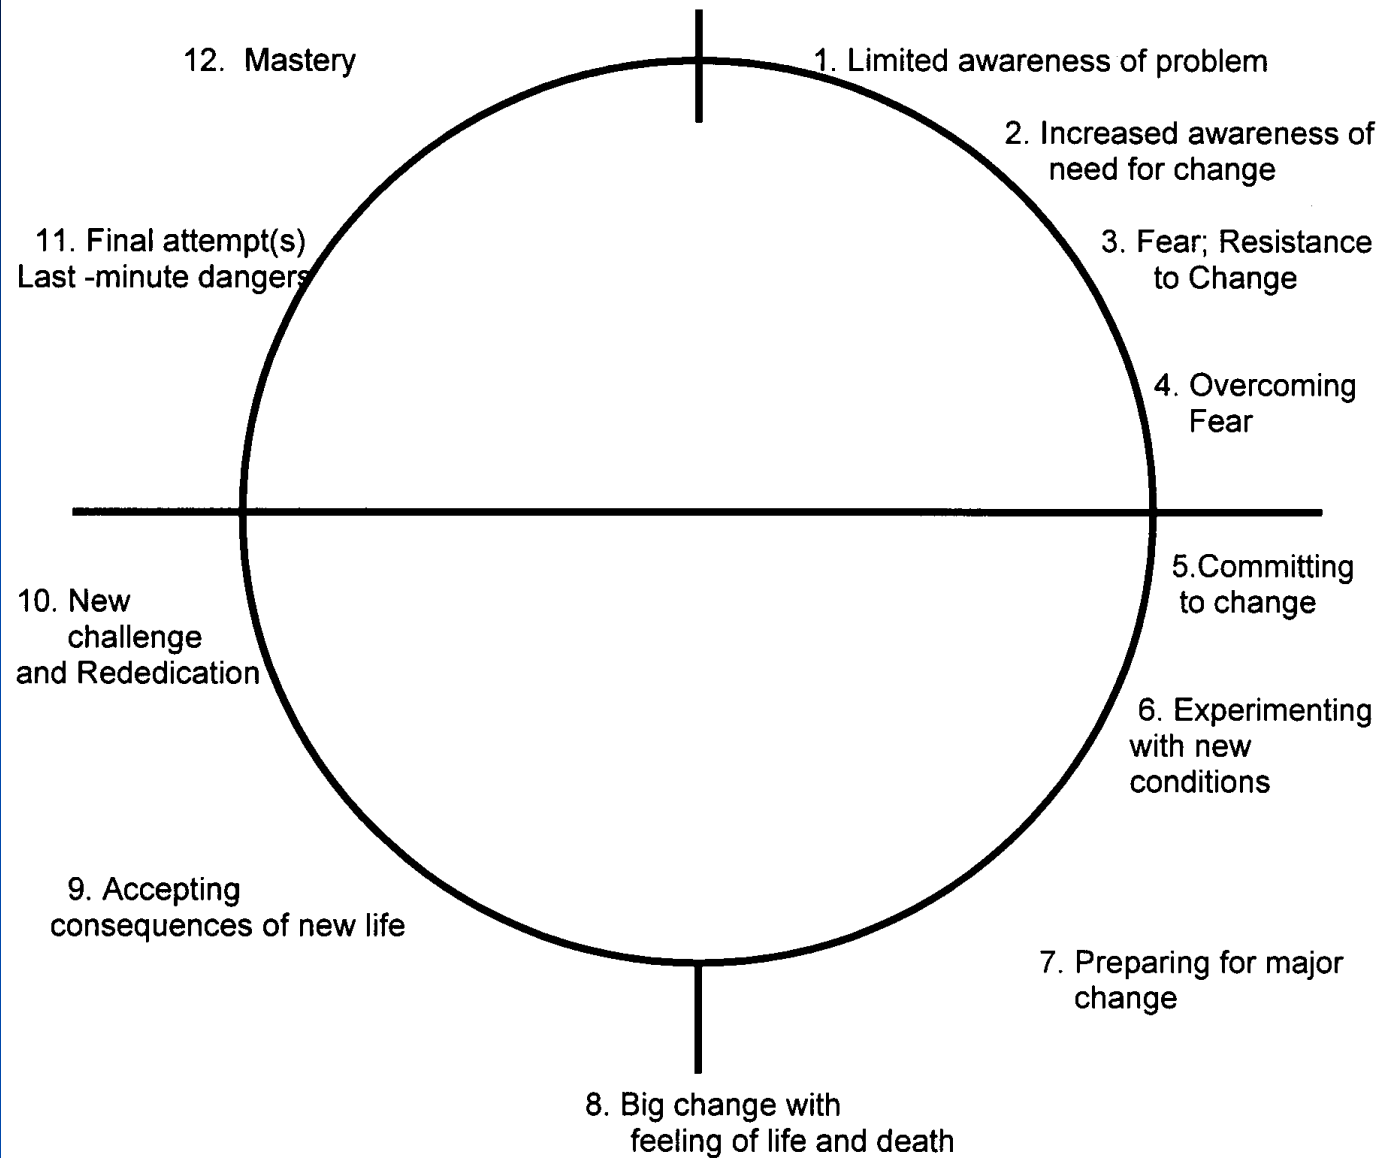 12. Mastery
1. Limited awareness of problem
2. Increased awareness of
need for change
3. Fear; Resistance
to Change
4. Overcoming
Fear
5.Committing
to change
6. Experimenting
with new
conditions
7. Preparing for major
change
8. Big change with
feeling of life and death
9. Accepting
consequences of new life
10. New
challenge
and Rededication
11. Final attempt(s)
Last -minute dangers